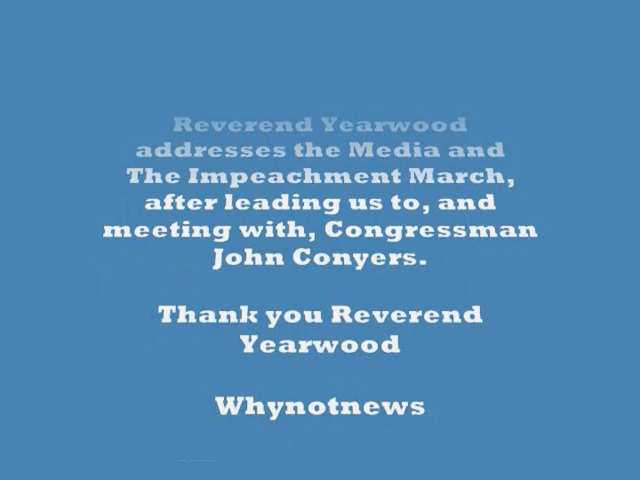 Reverend Yearwood
addresses the Media and
The Impeachment March,
after leading us to, and
meeting with, Congressman
John Conyers.
Thank you Reverend
Yearwood
Whynotnews